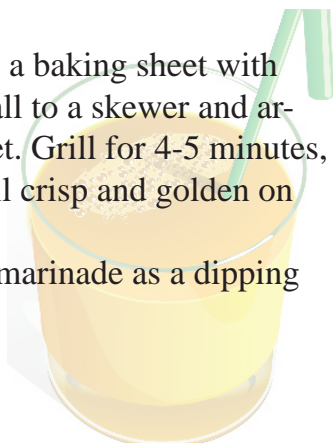 a baking sheet with
all to a skewer and ar-
et. Grill for 4-5 minutes,
l crisp and golden on
marinade as a dipping